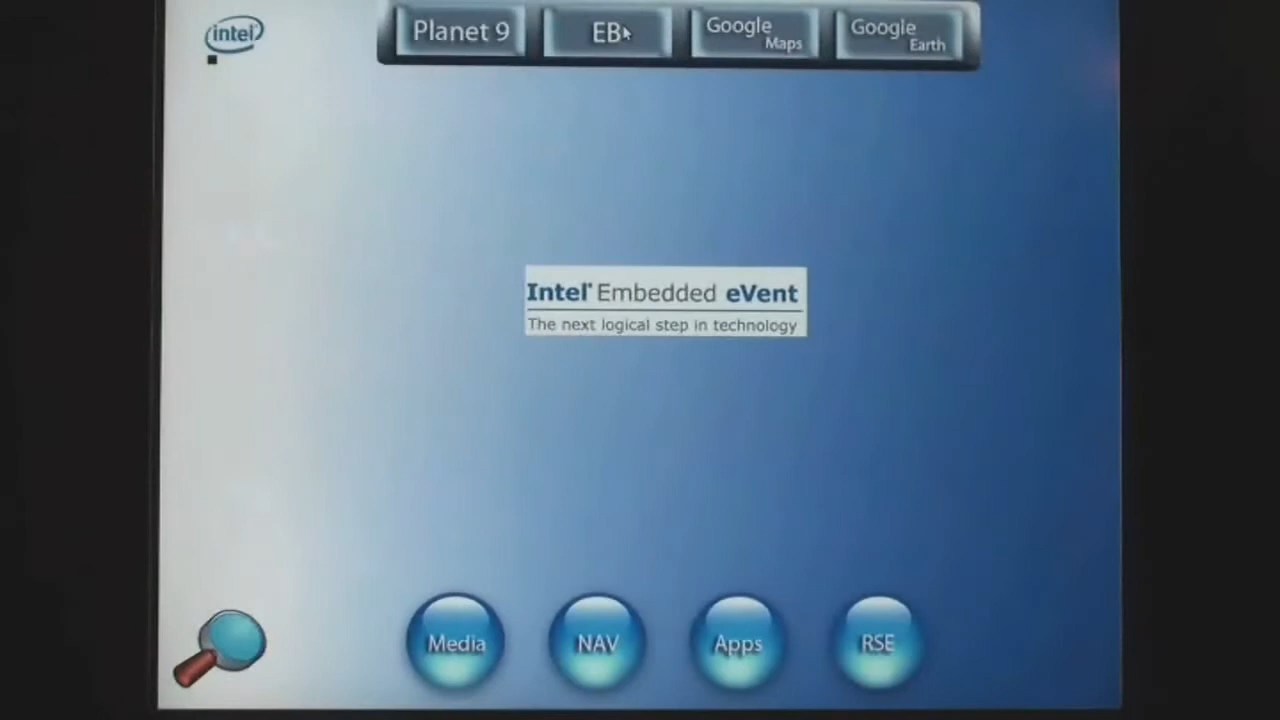 intel
Planet 9
EB
Google
Maps
Google
Earth
Intel® Embedded eVent
The next logical step in technology
Media
NAV
Apps
RSE